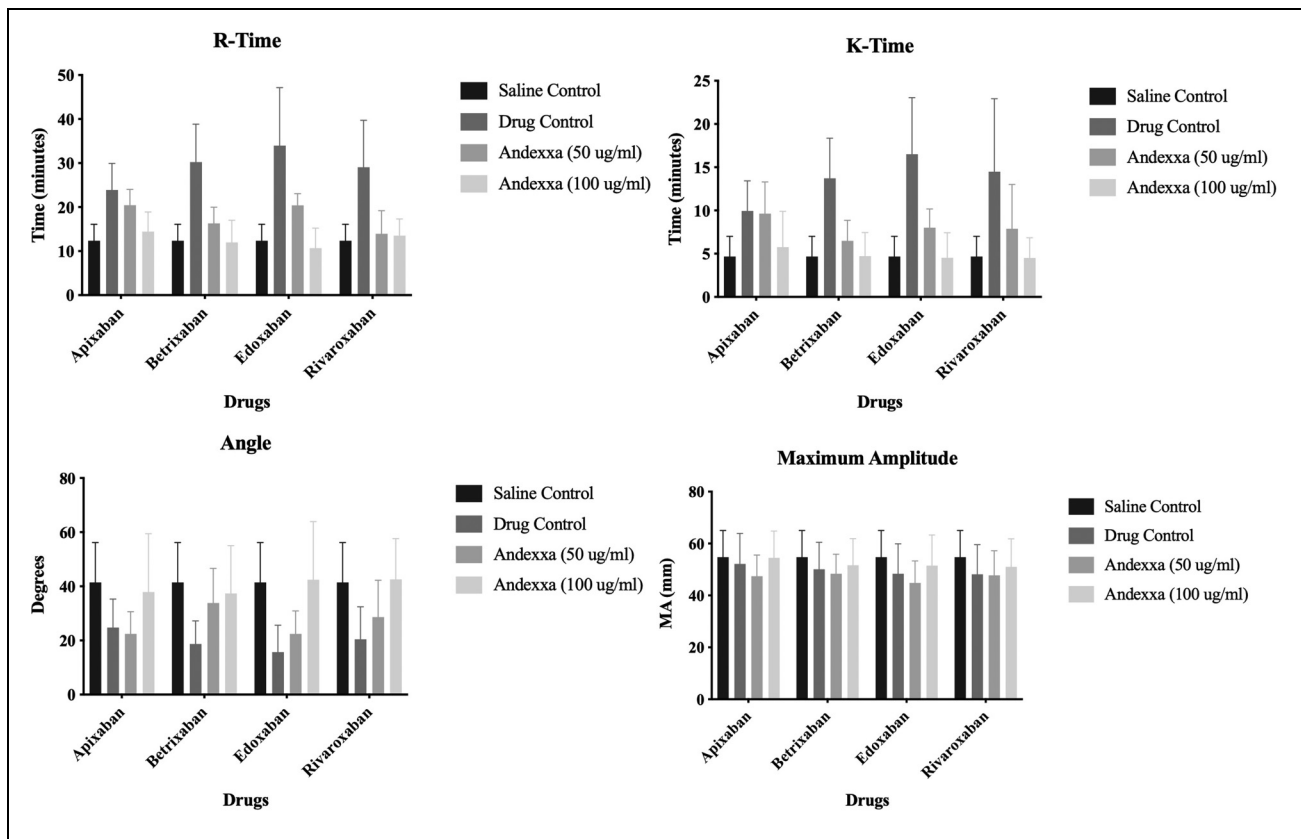 R-Time
Time (minutes)
50
40
30
20
10
0
Apixaban
Betrixaban
Edoxaban
Rivaroxaban
Drugs
Saline Control
Drug Control
Andexxa (50 ug/ml)
Andexxa (100 ug/ml)
K-Time
Time (minutes)
25
20
15
10
5
0
Apixaban
Betrixaban
Edoxaban
Rivaroxaban
Drugs
Saline Control
Drug Control
Andexxa (50 ug/ml)
Andexxa (100 ug/ml)
Angle
Degrees
80
60
40
20
0
Apixaban
Betrixaban
Edoxaban
Rivaroxaban
Drugs
Saline Control
Drug Control
Andexxa (50 ug/ml)
Andexxa (100 ug/ml)
Maximum Amplitude
MA (mm)
80
60
40
20
0
Apixaban
Betrixaban
Edoxaban
Rivaroxaban
Drugs
Saline Control
Drug Control
Andexxa (50 ug/ml)
Andexxa (100 ug/ml)